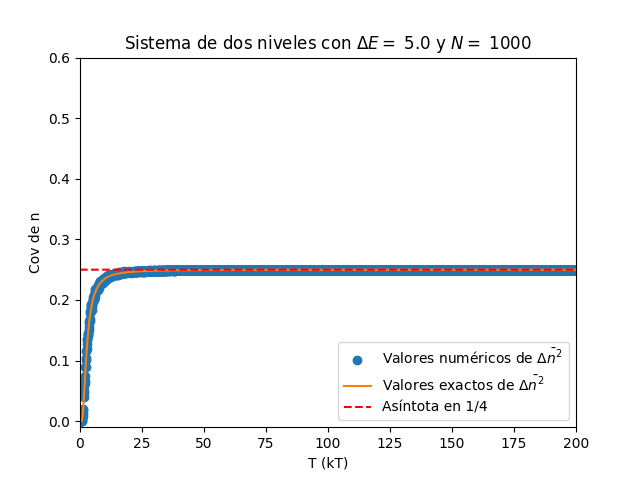 Sistema de dos niveles con ΔE = 5.0 y N = 1000
Cov de n
0.6
0.5
0.4
0.3
0.2
0.1
0.0
Valores numéricos de Δn̄²
Valores exactos de Δn̄²
Asíntota en 1/4
0 25 50 75 100 125 150 175 200
T (kT)